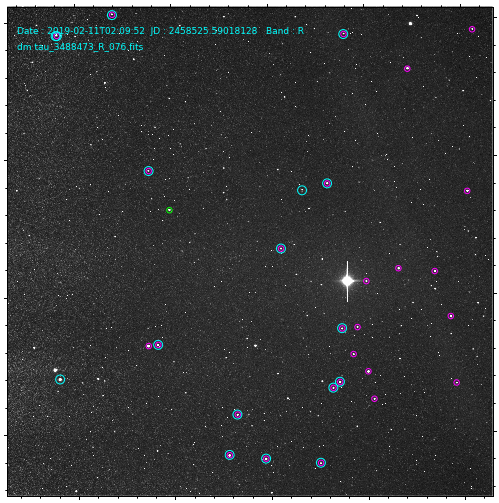 Date : 2019-02-11T02:09:52 JD : 2458525.59018128 Band : R
dm tau_3488473_R_076.fits